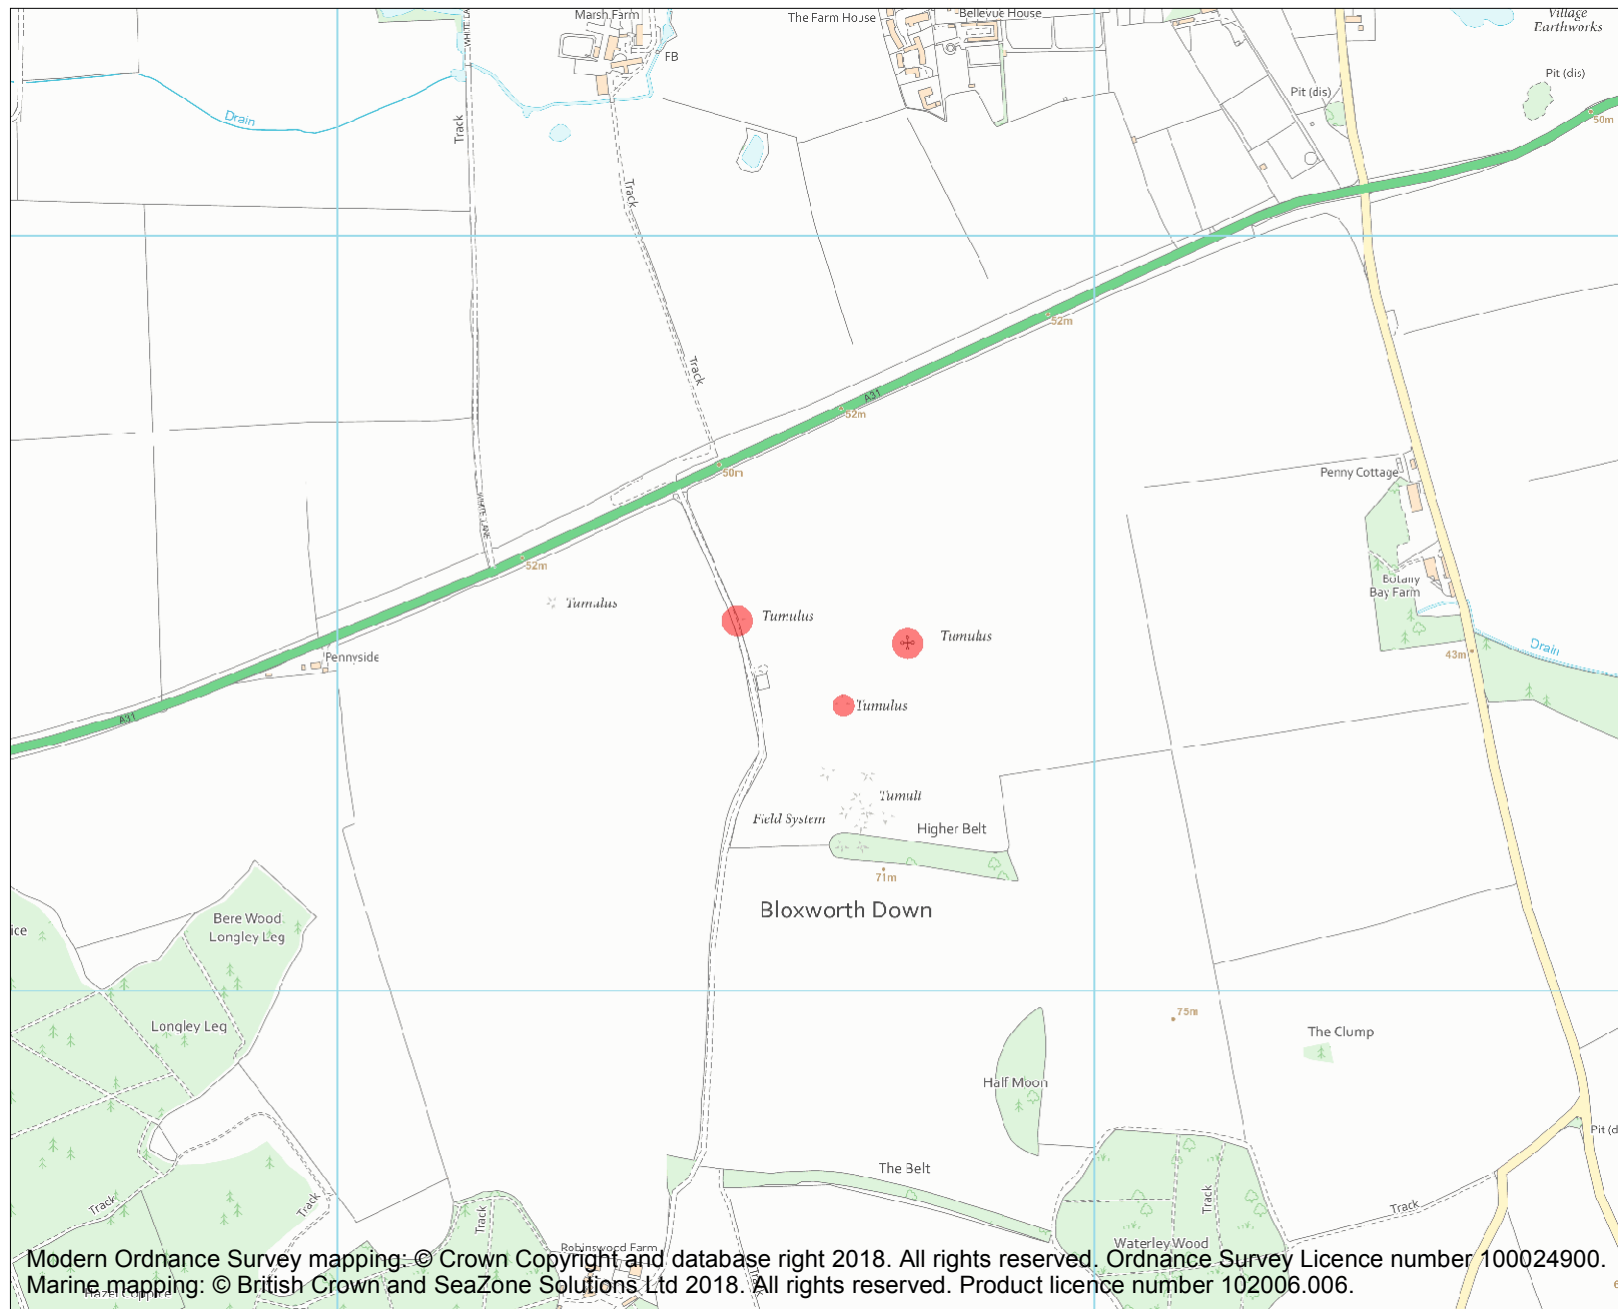 Marsh Farm
The Farm House
Bellevue House
Village
Earthworks
FB
Pit (dis)
Pit (dis)
50m
Drain
Track
Track
52m
Track
A31
52m
50m
Penny Cottage
WHITE LANE
52m
Tumulus
Tumulus
Tumulus
Botany
Bay Farm
Pennyside
43m
Drain
Tumulus
A31
Tumuli
Field System
Higher Belt
71m
Bloxworth Down
Bere Wood
Longley Leg
ice
Longley Leg
75m
The Clump
Half Moon
Pit (d
The Belt
Track
Track
Track
Track
Track
Waterley Wood
Robinswood Farm
Modern Ordnance Survey mapping: © Crown Copyright and database right 2018. All rights reserved. Ordnance Survey Licence number 100024900.
Marine mapping: © British Crown and SeaZone Solutions Ltd 2018. All rights reserved. Product licence number 102006.006.